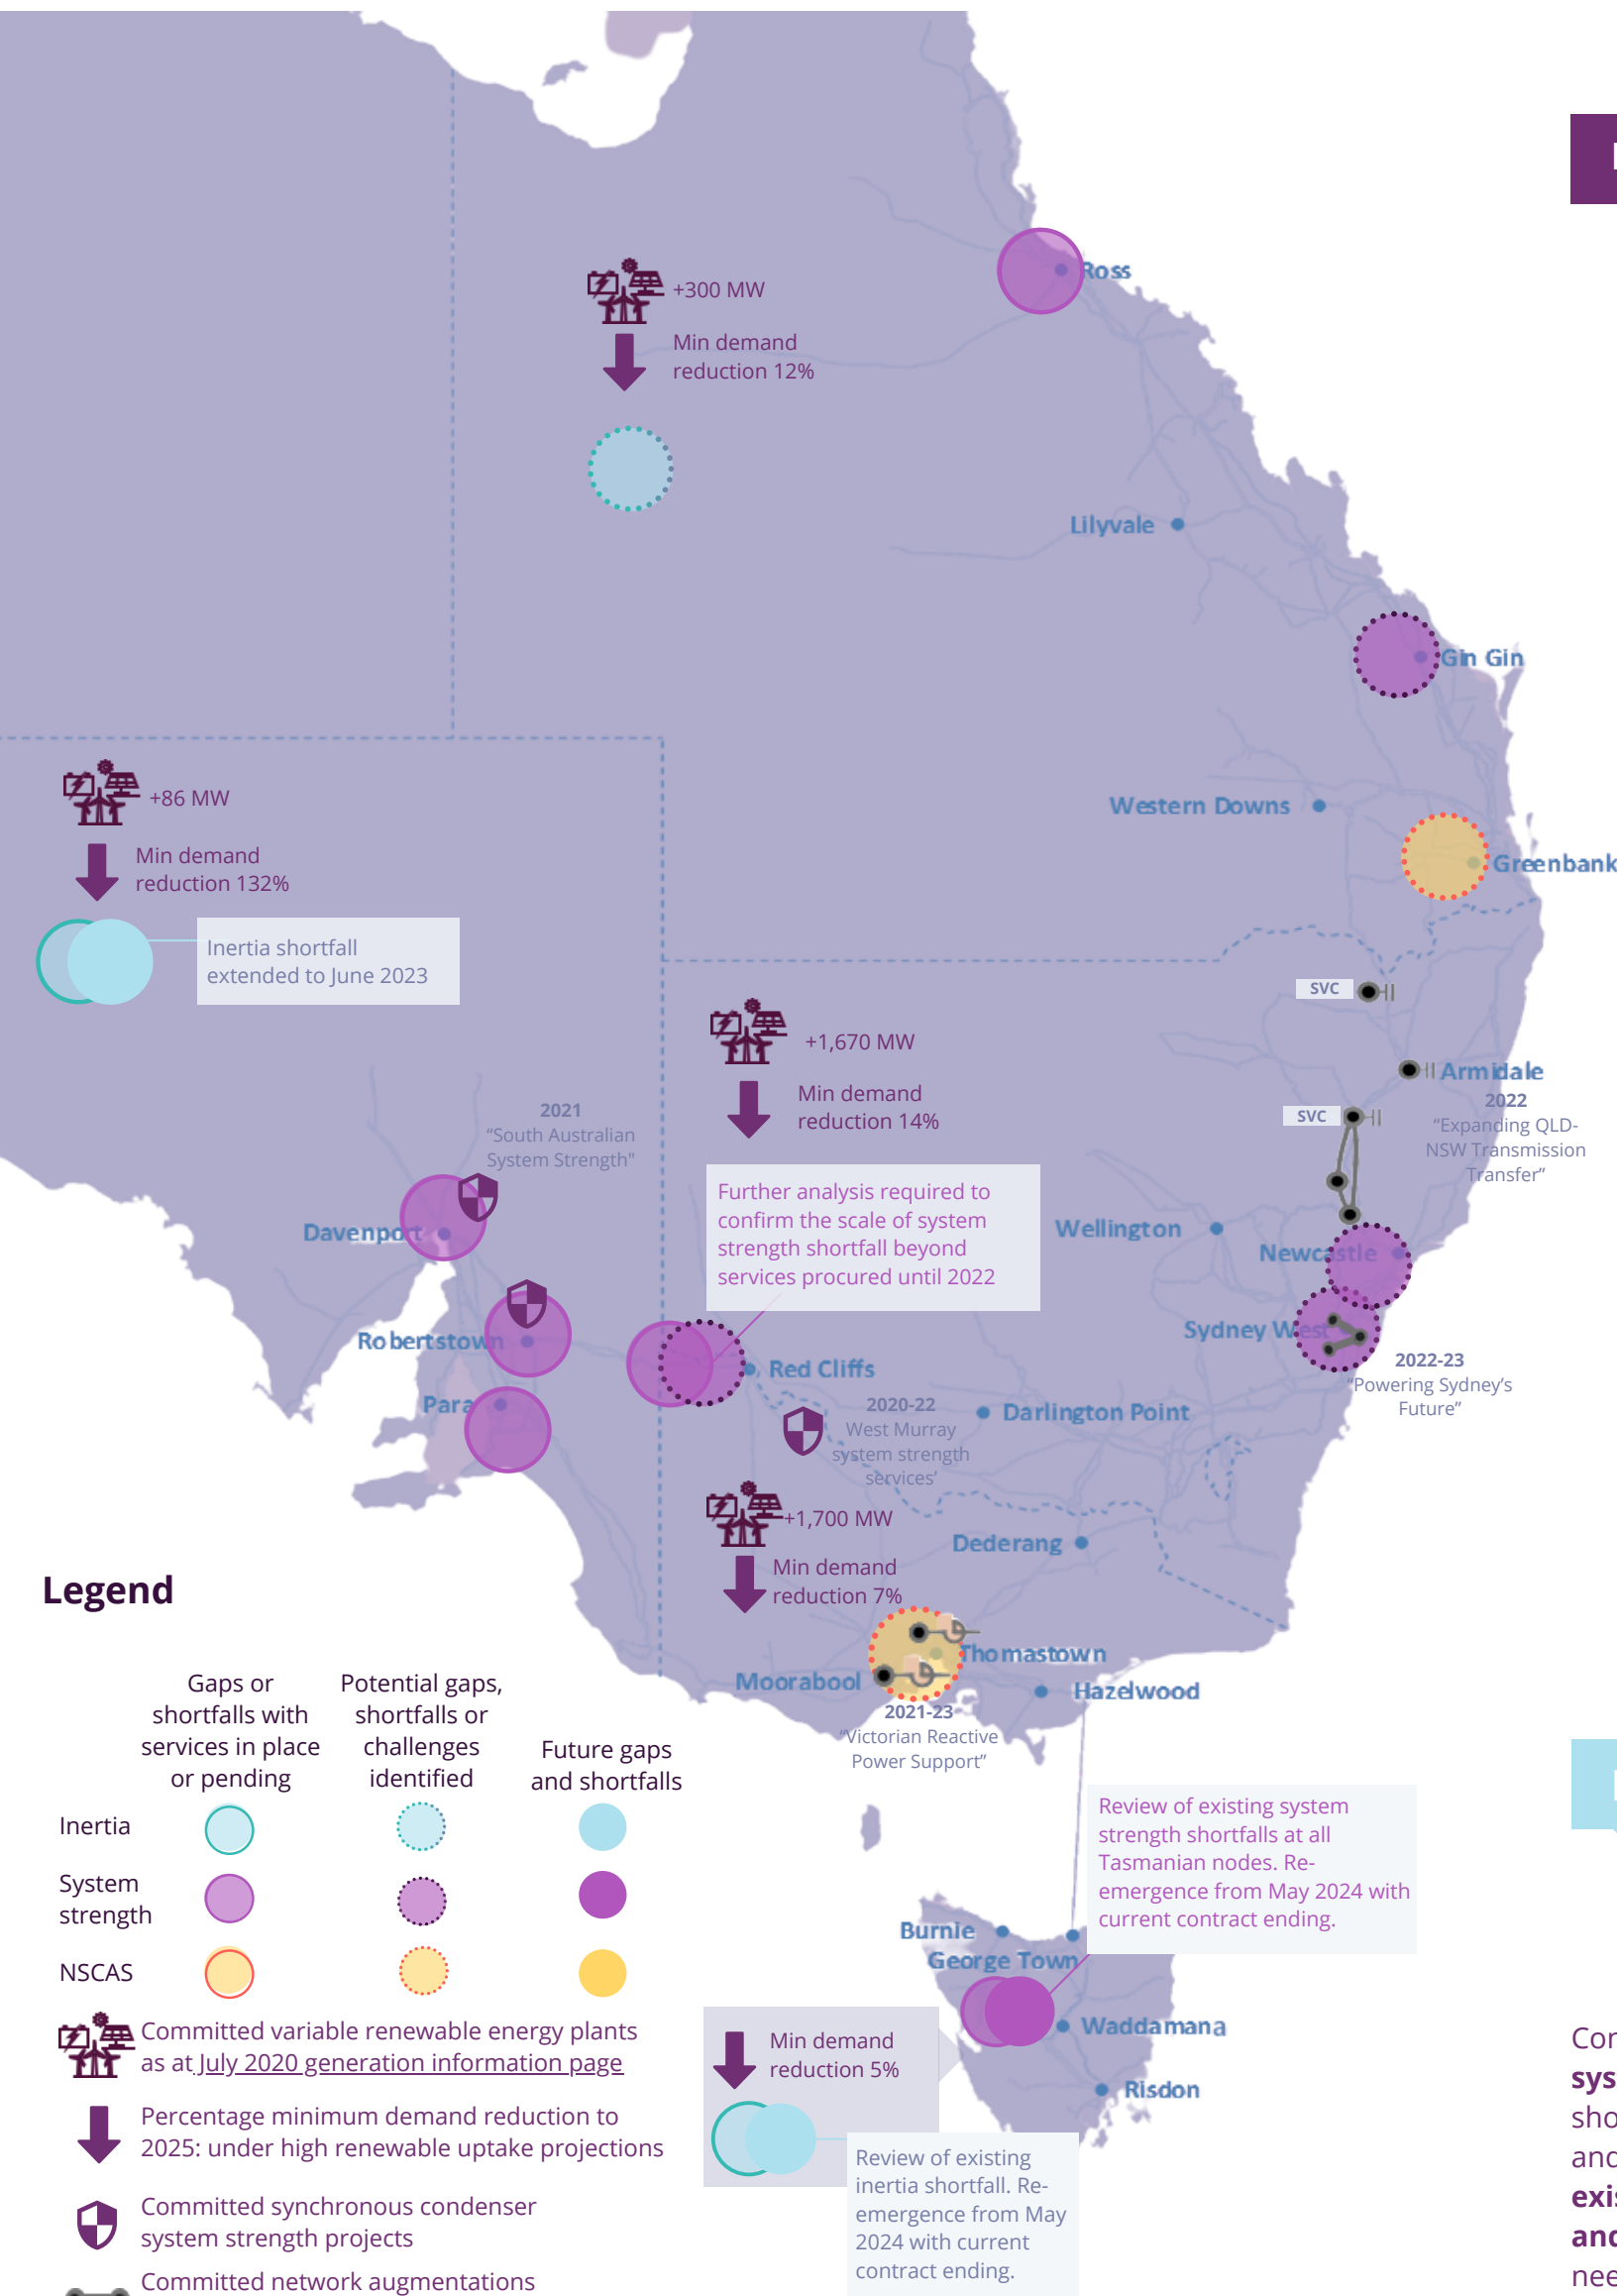 Ross
+300 MW
Min demand
reduction 12%
Lilyvale
Gin Gin
+86 MW
Min demand
reduction 132%
Western Downs
Greenbank
Inertia shortfall
extended to June 2023
SVC
+1,670 MW
Min demand
reduction 14%
Armidale
2022
"Expanding QLD-
NSW Transmission
Transfer"
SVC
2021
"South Australian
System Strength"
Further analysis required to
confirm the scale of system
strength shortfall beyond
services procured until 2022
Davenport
Wellington
Newcastle
Robertstown
Sydney West
2022-23
"Powering Sydney's
Future"
Red Cliffs
Para
2020-22
West Murray
system strength
services'
Darlington Point
+1,700 MW
Min demand
reduction 7%
Dederang
Thomastown
Moorabool
Hazelwood
2021-23
"Victorian Reactive
Power Support"
Legend
Gaps or
shortfalls with
services in place
or pending
Potential gaps,
shortfalls or
challenges
identified
Future gaps
and shortfalls
Inertia
System
strength
NSCAS
Committed variable renewable energy plants
as at July 2020 generation information page
Percentage minimum demand reduction to
2025: under high renewable uptake projections
Committed synchronous condenser
system strength projects
Committed network augmentations
Review of existing system
strength shortfalls at all
Tasmanian nodes. Re-
emergence from May 2024 with
current contract ending.
Burnie
George Town
Waddamana
Risdon
Min demand
reduction 5%
Review of existing
inertia shortfall. Re-
emergence from May
2024 with current
contract ending.